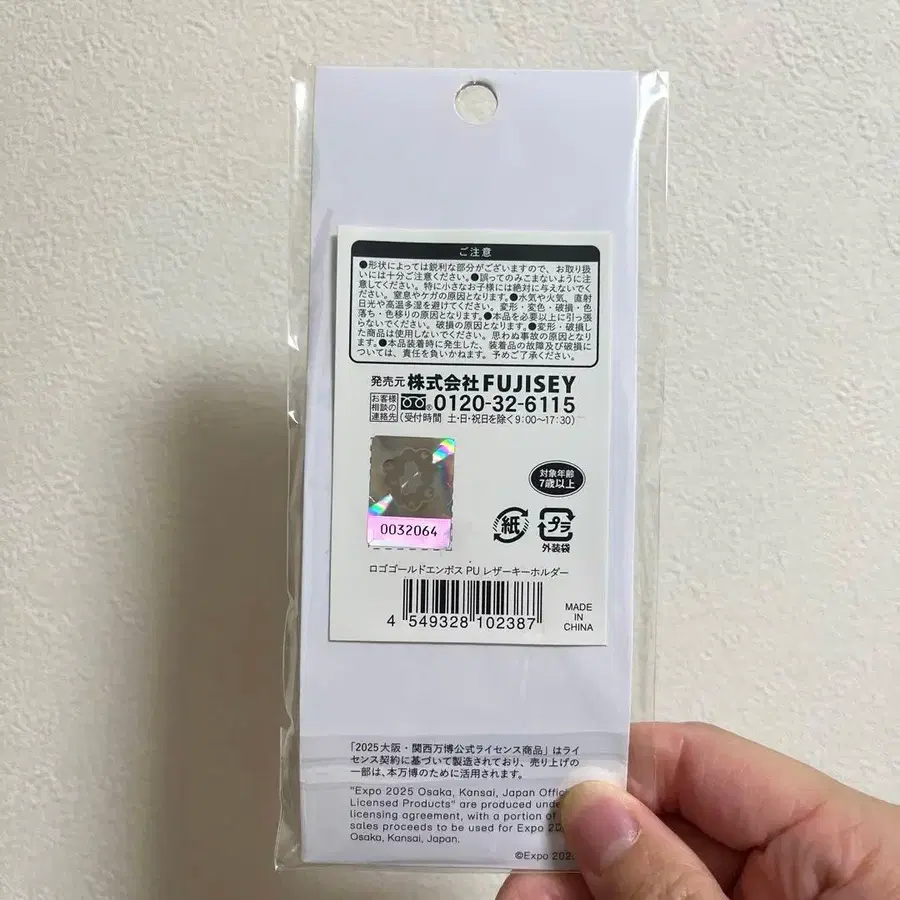 ご注意
●形状によっては鋭利な部分がございますので、お取り扱
いには十分ご注意ください。●誤ってのみこまないように注
意してください。特に小さなお子様には絶対に与えないでく
ださい。窒息やケガの原因となります。●水気や火気、直射
日光や高温多湿を避けてください。変形・変色・破損・色
落ち・色移りの原因となります。●本品を必要以上に引っ張
らないでください。破損の原因となります。●変形・破損し
た商品は使用しないでください。思わぬ事故の原因となりま
す。●本品装着時に発生した、装着品の故障及び破損に
ついては、責任を負いかねます。予めご了承ください。
発売元 株式会社 FUJISEY
お客様
相談の
連絡先
0120-32-6115
(受付時間 土・日・祝日を除く9:00~17:30)
対象年齢
7歳以上
0032064
紙
プラ
外装袋
ロゴゴールドエンボス PU レザーキーホルダー
4 549328 102387
MADE
IN
CHINA
「2025大阪・関西万博公式ライセンス商品」はライ
センス契約に基づいて製造されており、売り上げの
一部は、本万博のために活用されます。
"Expo 2025 Osaka, Kansai, Japan Offici
Licensed Products" are produced unde
licensing agreement, with a portion of
sales proceeds to be used for Expo 20
Osaka, Kansai, Japan.
©Expo 202